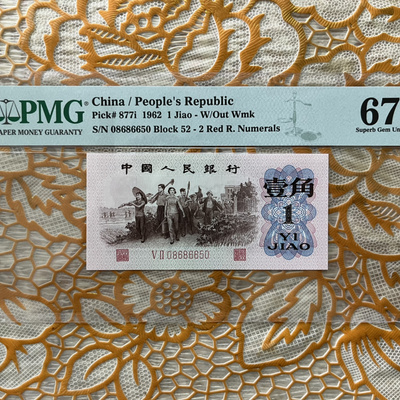 PMG
PAPER MONEY GUARANTY
China / People's Republic
Pick# 877i 1962 1 Jiao - W/Out Wmk
S/N 08686650 Block 52 - 2 Red R. Numerals
67
Superb Gem Un
中國人民銀行
壹角
1
YI
JIAO
VII 08686650